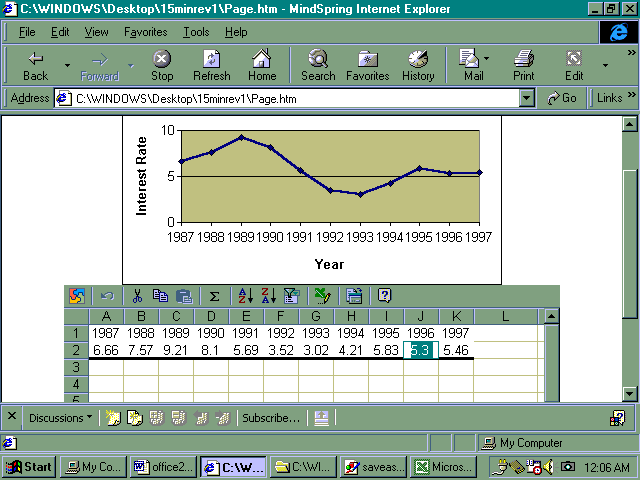 C:\WINDOWS\Desktop\15minrev1\Page.htm - MindSpring Internet Explorer
File Edit View Favorites Tools Help
Back Forward Stop Refresh Home Search Favorites History Mail Print Edit »
Address C:\WINDOWS\Desktop\15minrev1\Page.htm Go Links »
Interest Rate
10
5
0
1987 1988 1989 1990 1991 1992 1993 1994 1995 1996 1997
Year
Σ A Z Z A ?
A B C D E F G H I J K L
1 1987 1988 1989 1990 1991 1992 1993 1994 1995 1996 1997
2 6.66 7.57 9.21 8.1 5.69 3.52 3.02 4.21 5.83 5.3 5.46
3
4
5
Discussions Subscribe...
My Computer
Start My Co... office2... C:\W... C:\WI... saveas... Micros... 12:06 AM